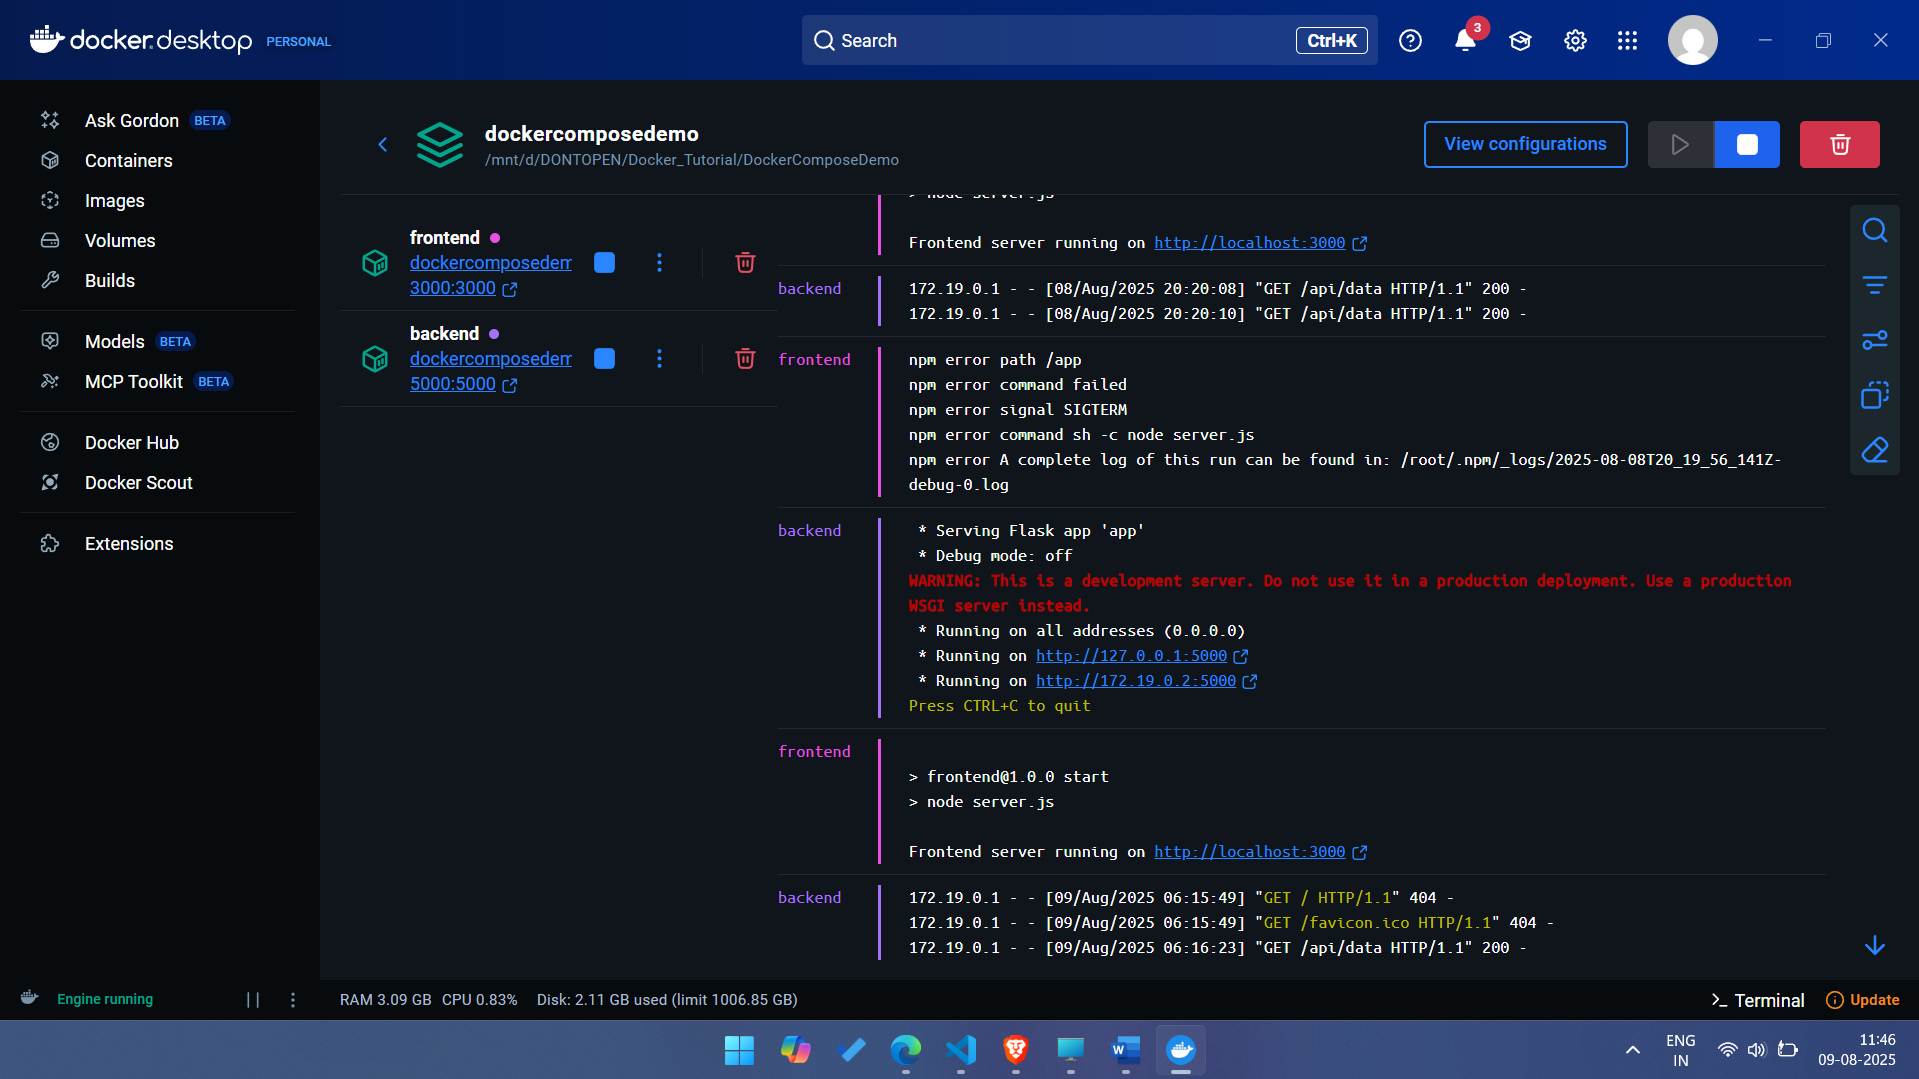 docker.desktop PERSONAL
Search
Ctrl+K
3
Ask Gordon BETA
Containers
Images
Volumes
Builds
Models BETA
MCP Toolkit BETA
Docker Hub
Docker Scout
Extensions
dockercomposedemo
/mnt/d/DONTOPEN/Docker_Tutorial/DockerComposeDemo
View configurations
frontend
dockercomposedem
3000:3000
backend
dockercomposedem
5000:5000
> node server.js
Frontend server running on http://localhost:3000
backend
172.19.0.1 - - [08/Aug/2025 20:20:08] "GET /api/data HTTP/1.1" 200 -
172.19.0.1 - - [08/Aug/2025 20:20:10] "GET /api/data HTTP/1.1" 200 -
frontend
npm error path /app
npm error command failed
npm error signal SIGTERM
npm error command sh -c node server.js
npm error A complete log of this run can be found in: /root/.npm/_logs/2025-08-08T20_19_56_141Z-
debug-0.log
backend
* Serving Flask app 'app'
* Debug mode: off
WARNING: This is a development server. Do not use it in a production deployment. Use a production
WSGI server instead.
* Running on all addresses (0.0.0.0)
* Running on http://127.0.0.1:5000
* Running on http://172.19.0.2:5000
Press CTRL+C to quit
frontend
> frontend@1.0.0 start
> node server.js
Frontend server running on http://localhost:3000
backend
172.19.0.1 - - [09/Aug/2025 06:15:49] "GET / HTTP/1.1" 404 -
172.19.0.1 - - [09/Aug/2025 06:15:49] "GET /favicon.ico HTTP/1.1" 404 -
172.19.0.1 - - [09/Aug/2025 06:16:23] "GET /api/data HTTP/1.1" 200 -
Engine running
RAM 3.09 GB CPU 0.83% Disk: 2.11 GB used (limit 1006.85 GB)
>_ Terminal
Update
W
ENG
IN
11:46
09-08-2025